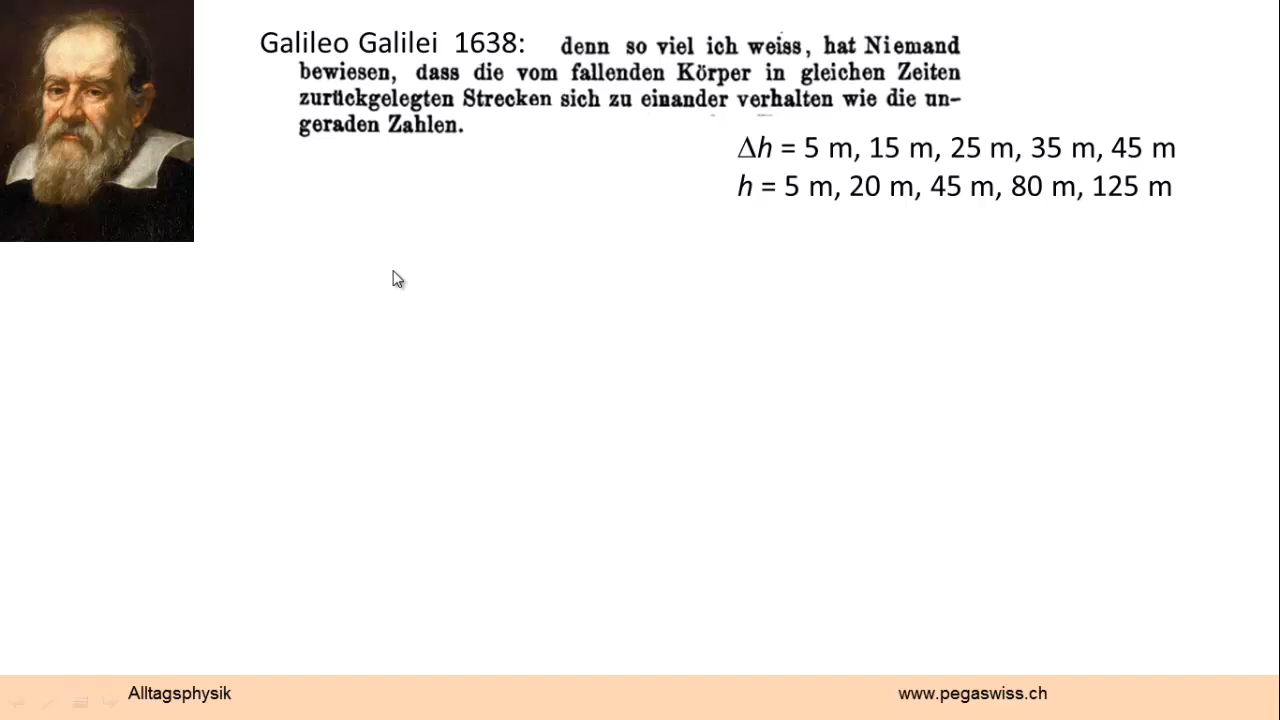 Galileo Galilei 1638: denn so viel ich weiss, hat Niemand
bewiesen, dass die vom fallenden Körper in gleichen Zeiten
zurückgelegten Strecken sich zu einander verhalten wie die un-
geraden Zahlen.
Δh = 5 m, 15 m, 25 m, 35 m, 45 m
h = 5 m, 20 m, 45 m, 80 m, 125 m
Alltagsphysik
www.pegaswiss.ch